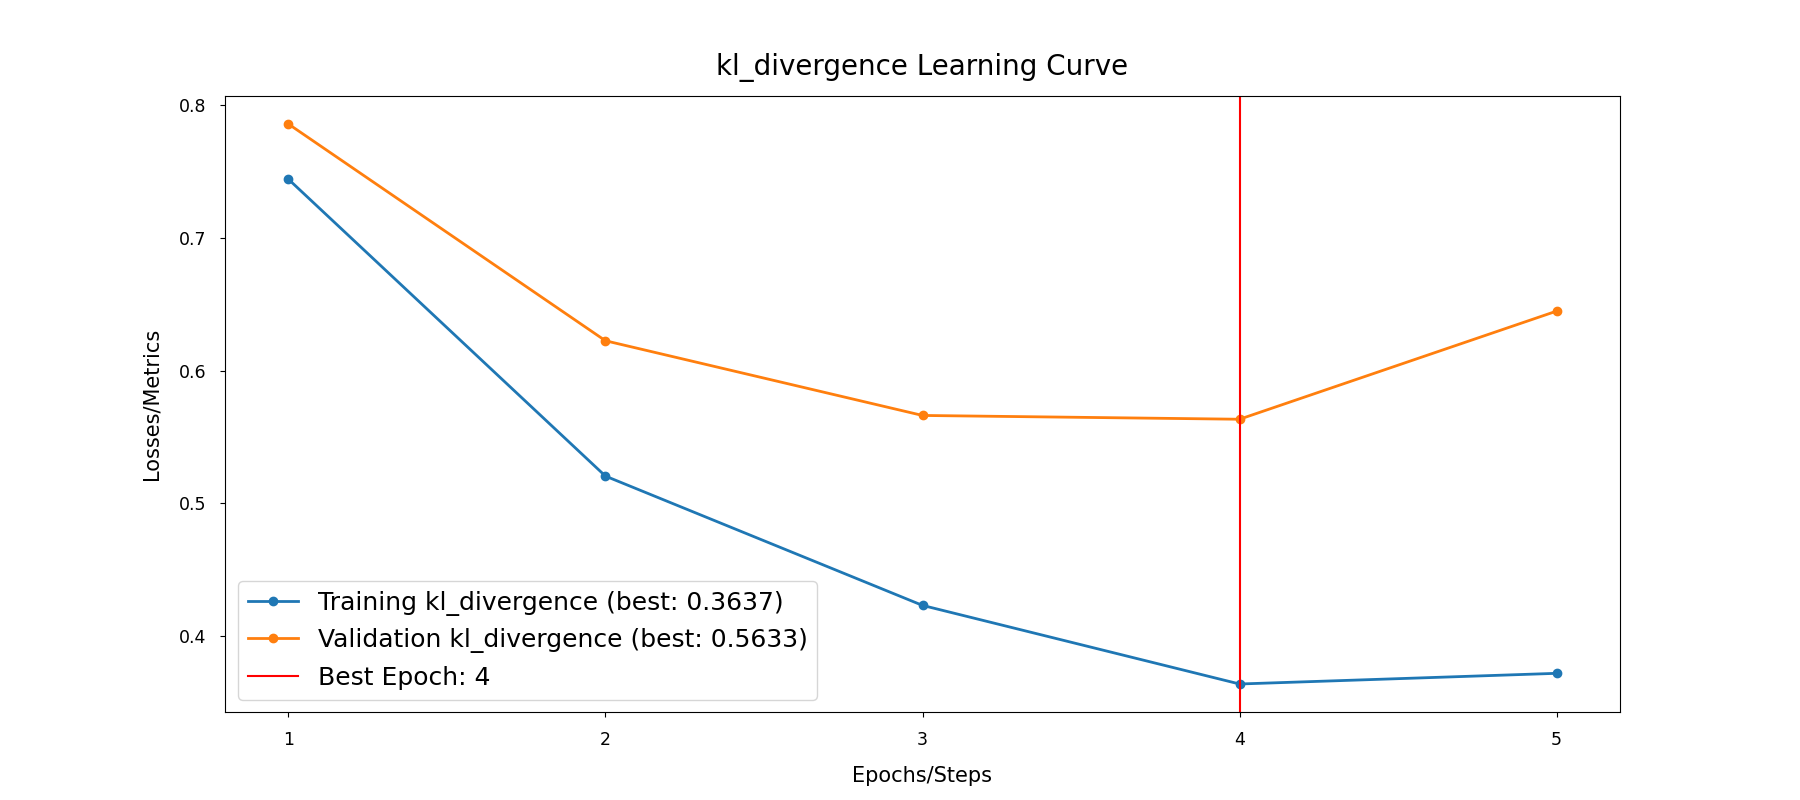 kl_divergence Learning Curve
Losses/Metrics
0.8
0.7
0.6
0.5
0.4
Training kl_divergence (best: 0.3637)
Validation kl_divergence (best: 0.5633)
Best Epoch: 4
1 2 3 4 5
Epochs/Steps